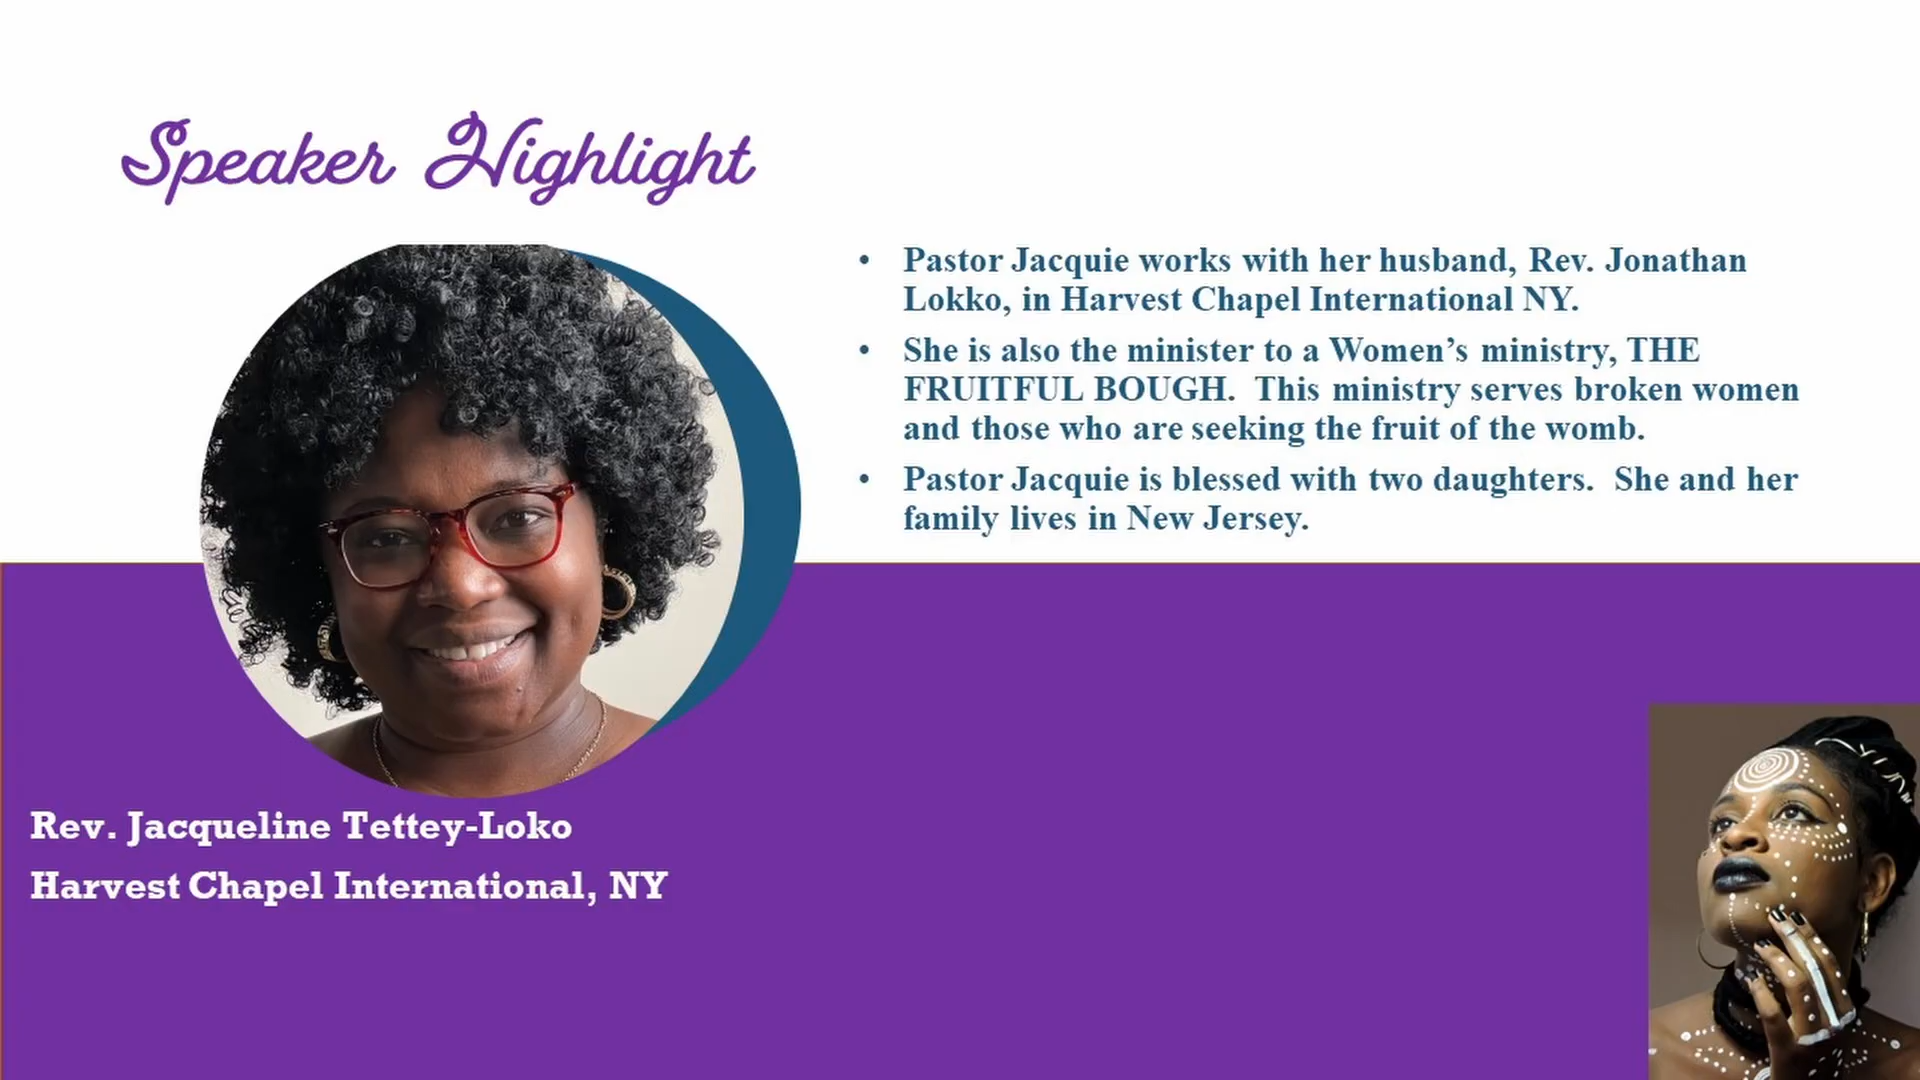 Speaker Highlight
• Pastor Jacquie works with her husband, Rev. Jonathan
Lokko, in Harvest Chapel International NY.
• She is also the minister to a Women’s ministry, THE
FRUITFUL BOUGH.  This ministry serves broken women
and those who are seeking the fruit of the womb.
• Pastor Jacquie is blessed with two daughters.  She and her
family lives in New Jersey.
Rev. Jacqueline Tettey-Loko
Harvest Chapel International, NY